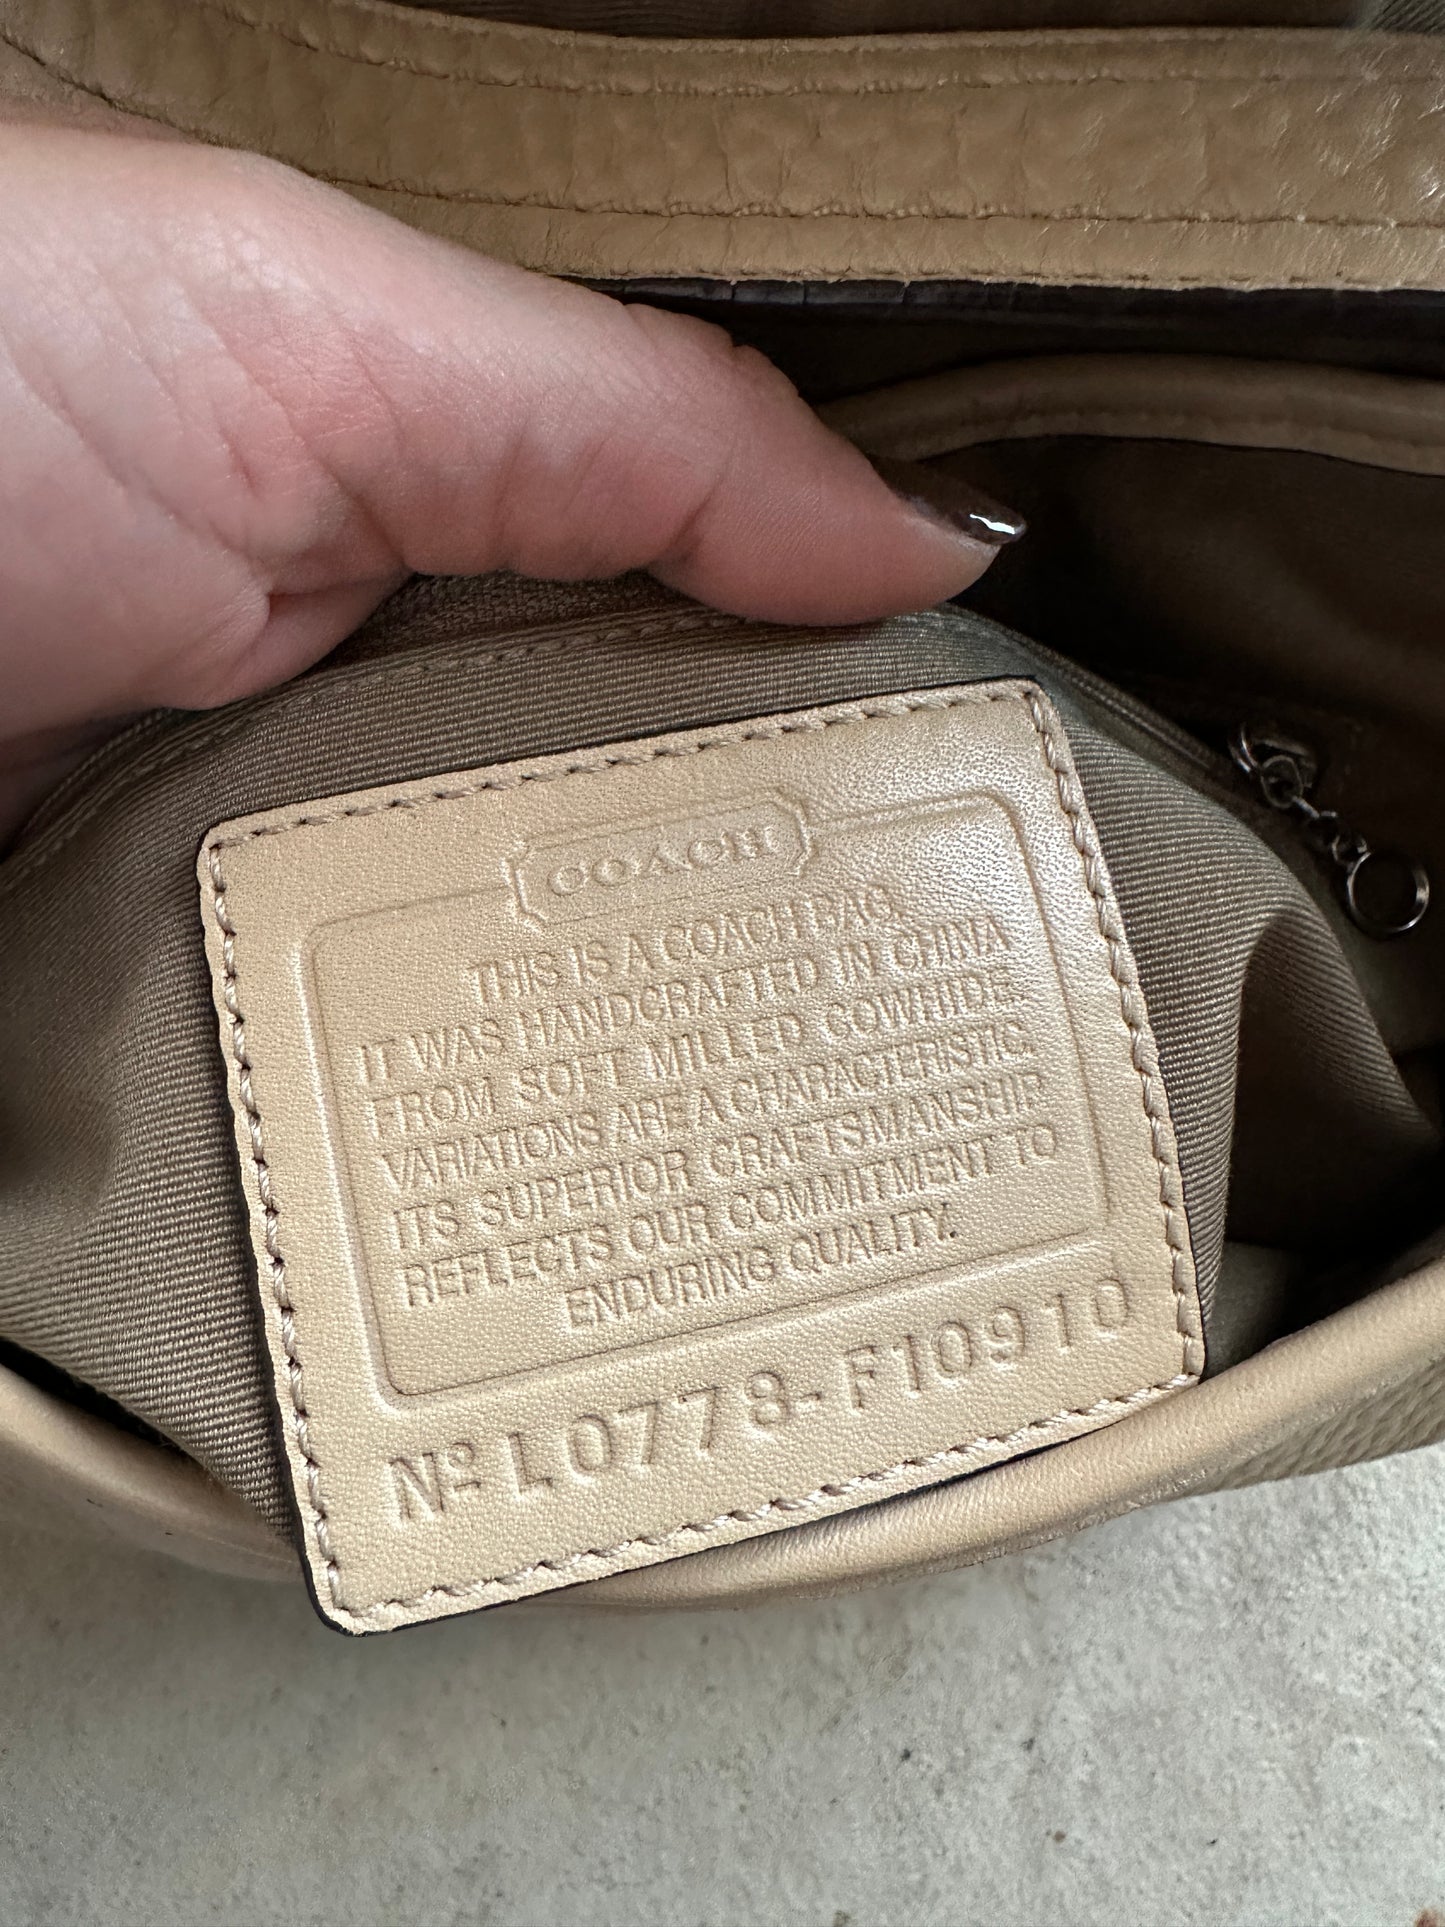 THIS IS A COACH BAG.
IT WAS HANDCRAFTED IN CHINA
FROM SOFT MILLED COWHIDE.
VARIATIONS ARE A CHARACTERISTIC.
ITS SUPERIOR CRAFTSMANSHIP
REFLECTS OUR COMMITMENT TO
ENDURING QUALITY.
Nº L0778-F10910